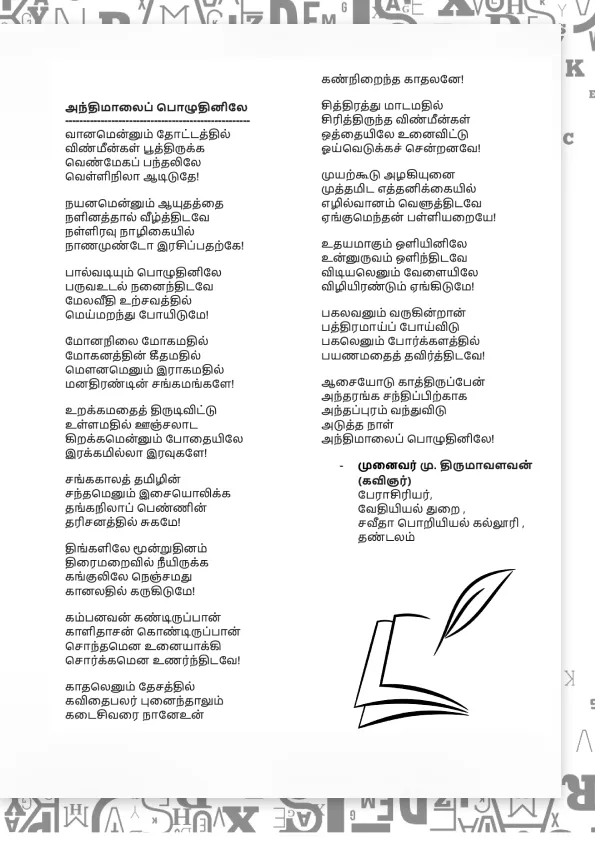 அந்திமாலைப் பொழுதினிலே
----------------------------------------------------
வானமென்னும் தோட்டத்தில்
விண்மீன்கள் பூத்திருக்க
வெண்மேகப் பந்தலிலே
வெள்ளிநிலா ஆடிடுதே!
நயனமென்னும் ஆயுதத்தை
நளினத்தால் வீழ்த்திடவே
நள்ளிரவு நாழிகையில்
நாணமுண்டோ இரசிப்பதற்கே!
பால்வடியும் பொழுதினிலே
பருவஉடல் நனைந்திடவே
மேலவீதி உற்சவத்தில்
மெய்மறந்து போயிடுமே!
மோனநிலை மோகமதில்
மோகனத்தின் கீதமதில்
மௌனமெனும் இராகமதில்
மனதிரண்டின் சங்கமங்களே!
உறக்கமதைத் திருடிவிட்டு
உள்ளமதில் ஊஞ்சலாட
கிறக்கமென்னும் போதையிலே
இரக்கமில்லா இரவுகளே!
சங்ககாலத் தமிழின்
சந்தமெனும் இசையொலிக்க
தங்கநிலாப் பெண்ணின்
தரிசனத்தில் சுகமே!
திங்களிலே மூன்றுதினம்
திரைமறைவில் நீயிருக்க
கங்குலிலே நெஞ்சமது
கானலதில் கருகிடுமே!
கம்பனவன் கண்டிருப்பான்
காளிதாசன் கொண்டிருப்பான்
சொந்தமென உனையாக்கி
சொர்க்கமென உணர்ந்திடவே!
காதலெனும் தேசத்தில்
கவிதைபலர் புனைந்தாலும்
கடைசிவரை நானேஉன்
கண்நிறைந்த காதலனே!
சித்திரத்து மாடமதில்
சிரித்திருந்த விண்மீன்கள்
ஒத்தையிலே உனைவிட்டு
ஓய்வெடுக்கச் சென்றனவே!
முயற்கூடு அழகியுனை
முத்தமிட எத்தனிக்கையில்
எழில்வானம் வெளுத்திடவே
ஏங்குமெந்தன் பள்ளியறையே!
உதயமாகும் ஒளியினிலே
உன்னுருவம் ஒளிந்திடவே
விடியலெனும் வேளையிலே
விழியிரண்டும் ஏங்கிடுமே!
பகலவனும் வருகின்றான்
பத்திரமாய்ப் போய்விடு
பகலெனும் போர்க்களத்தில்
பயணமதைத் தவிர்த்திடவே!
ஆசையோடு காத்திருப்பேன்
அந்தரங்க சந்திப்பிற்காக
அந்தப்புரம் வந்துவிடு
அடுத்த நாள்
அந்திமாலைப் பொழுதினிலே!
- முனைவர் மு. திருமாவளவன்
(கவிஞர்)
பேராசிரியர்,
வேதியியல் துறை ,
சவீதா பொறியியல் கல்லூரி ,
தண்டலம்